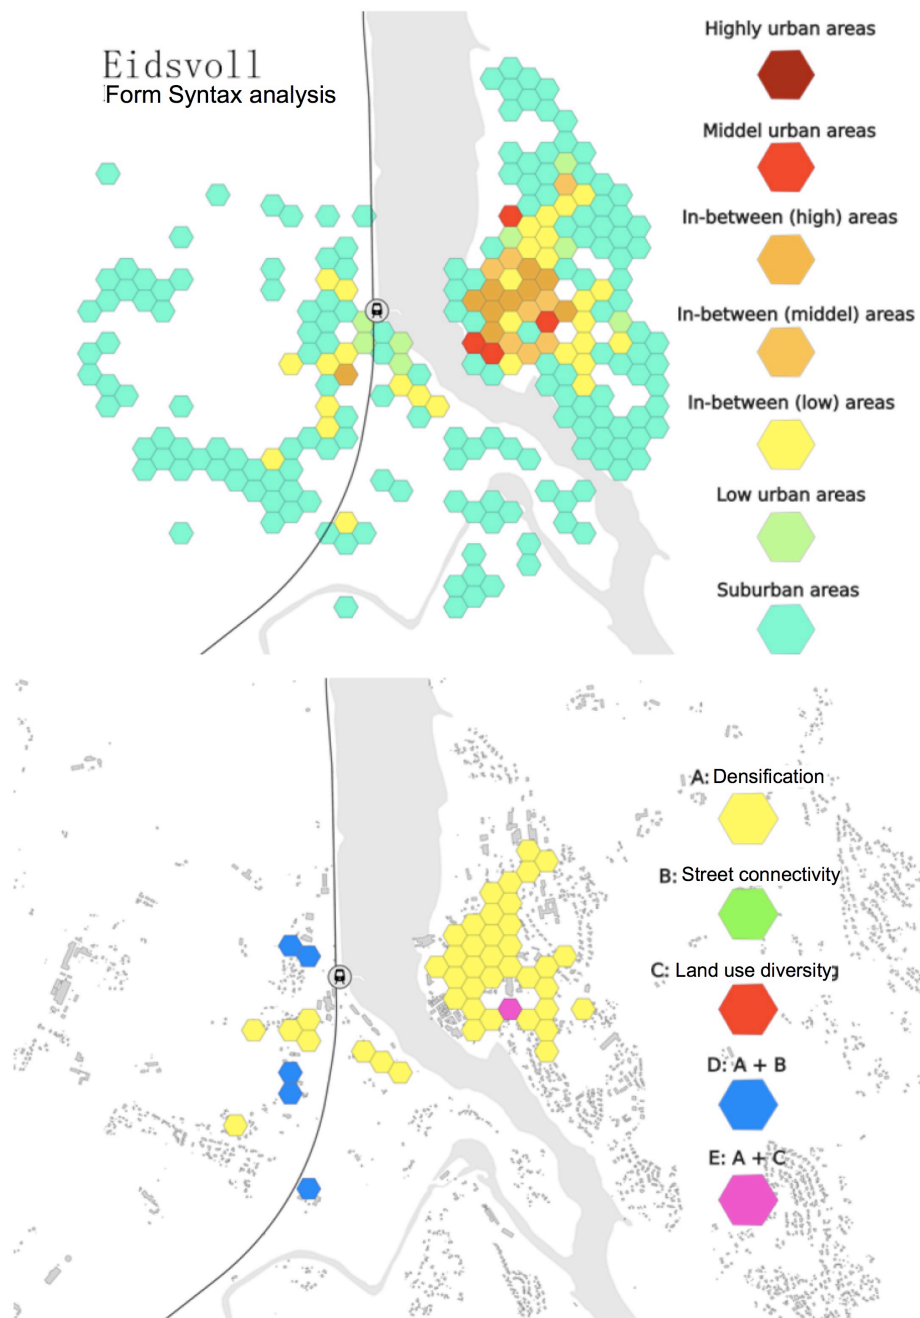 Highly urban areas
Eidsvoll
Form Syntax analysis
Middel urban areas
In-between (high) areas
In-between (middel) areas
In-between (low) areas
Low urban areas
Suburban areas
A: Densification
B: Street connectivity
C: Land use diversity
D: A + B
E: A + C